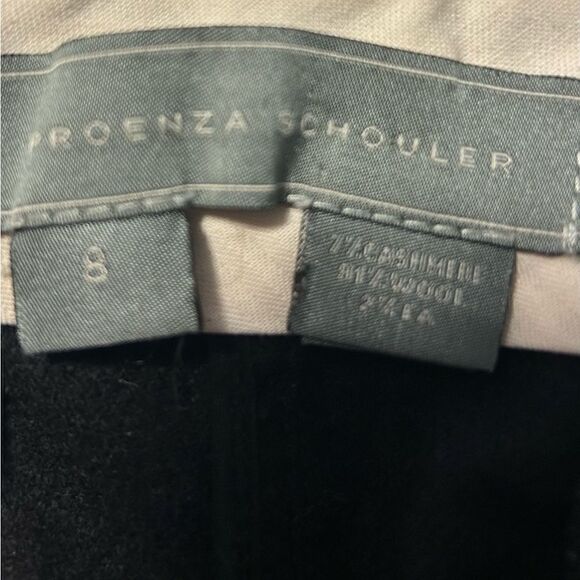 PROENZA SCHOULER
8
7% CASHMERE
91% WOOL
2% EA